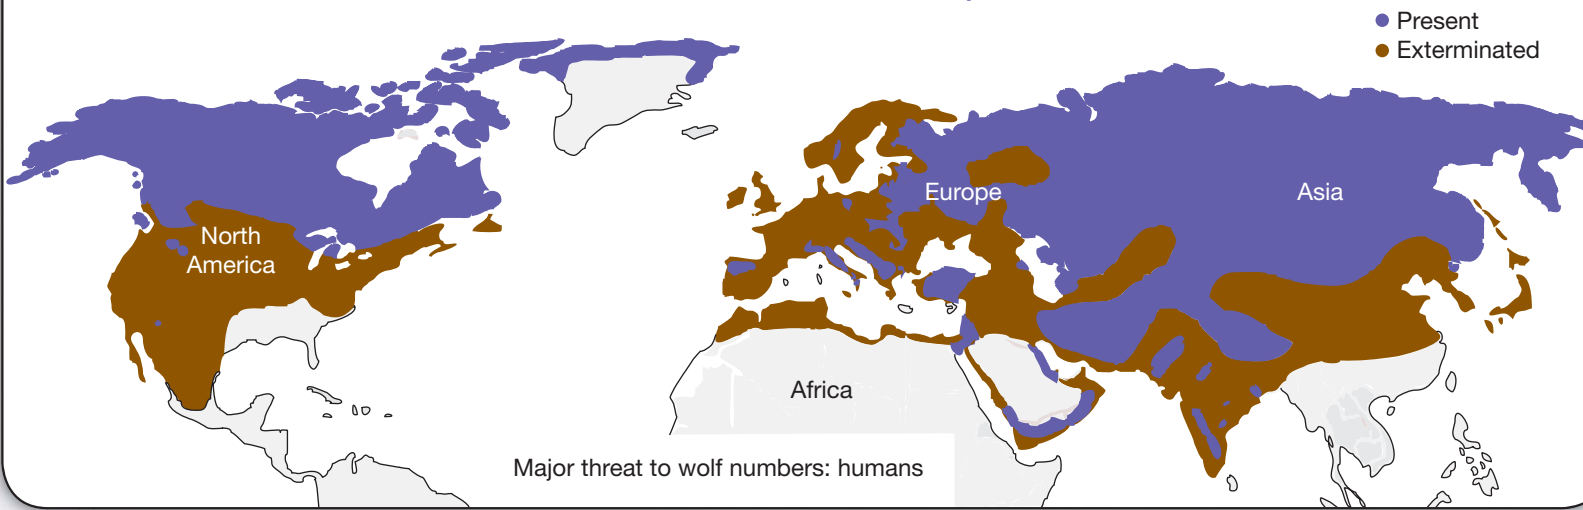 Present
Exterminated
North
America
Europe
Asia
Africa
Major threat to wolf numbers: humans